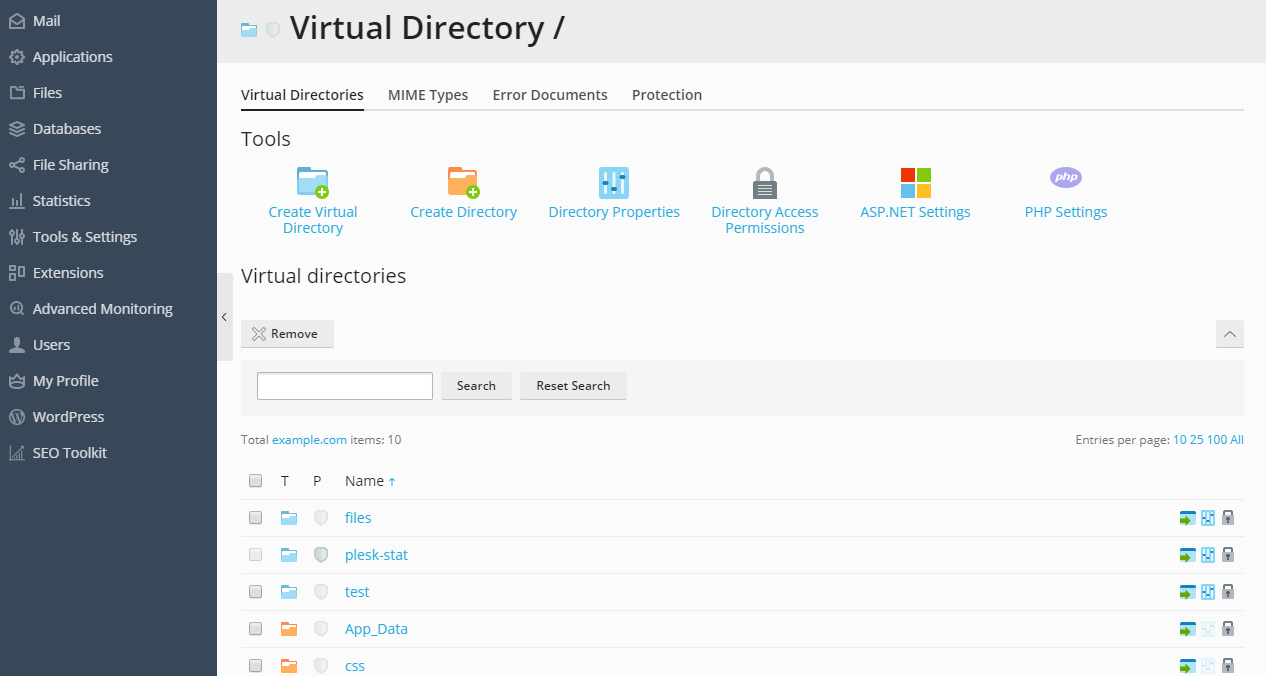 Mail
Applications
Files
Databases
File Sharing
Statistics
Tools & Settings
Extensions
Advanced Monitoring
Users
My Profile
WordPress
SEO Toolkit
Virtual Directory /
Virtual Directories MIME Types Error Documents Protection
Tools
Create Virtual Directory
Create Directory
Directory Properties
Directory Access Permissions
ASP.NET Settings
php
PHP Settings
Virtual directories
Remove
Search Reset Search
Total example.com items: 10 Entries per page: 10 25 100 All
T P Name ↑
files
plesk-stat
test
App_Data
css